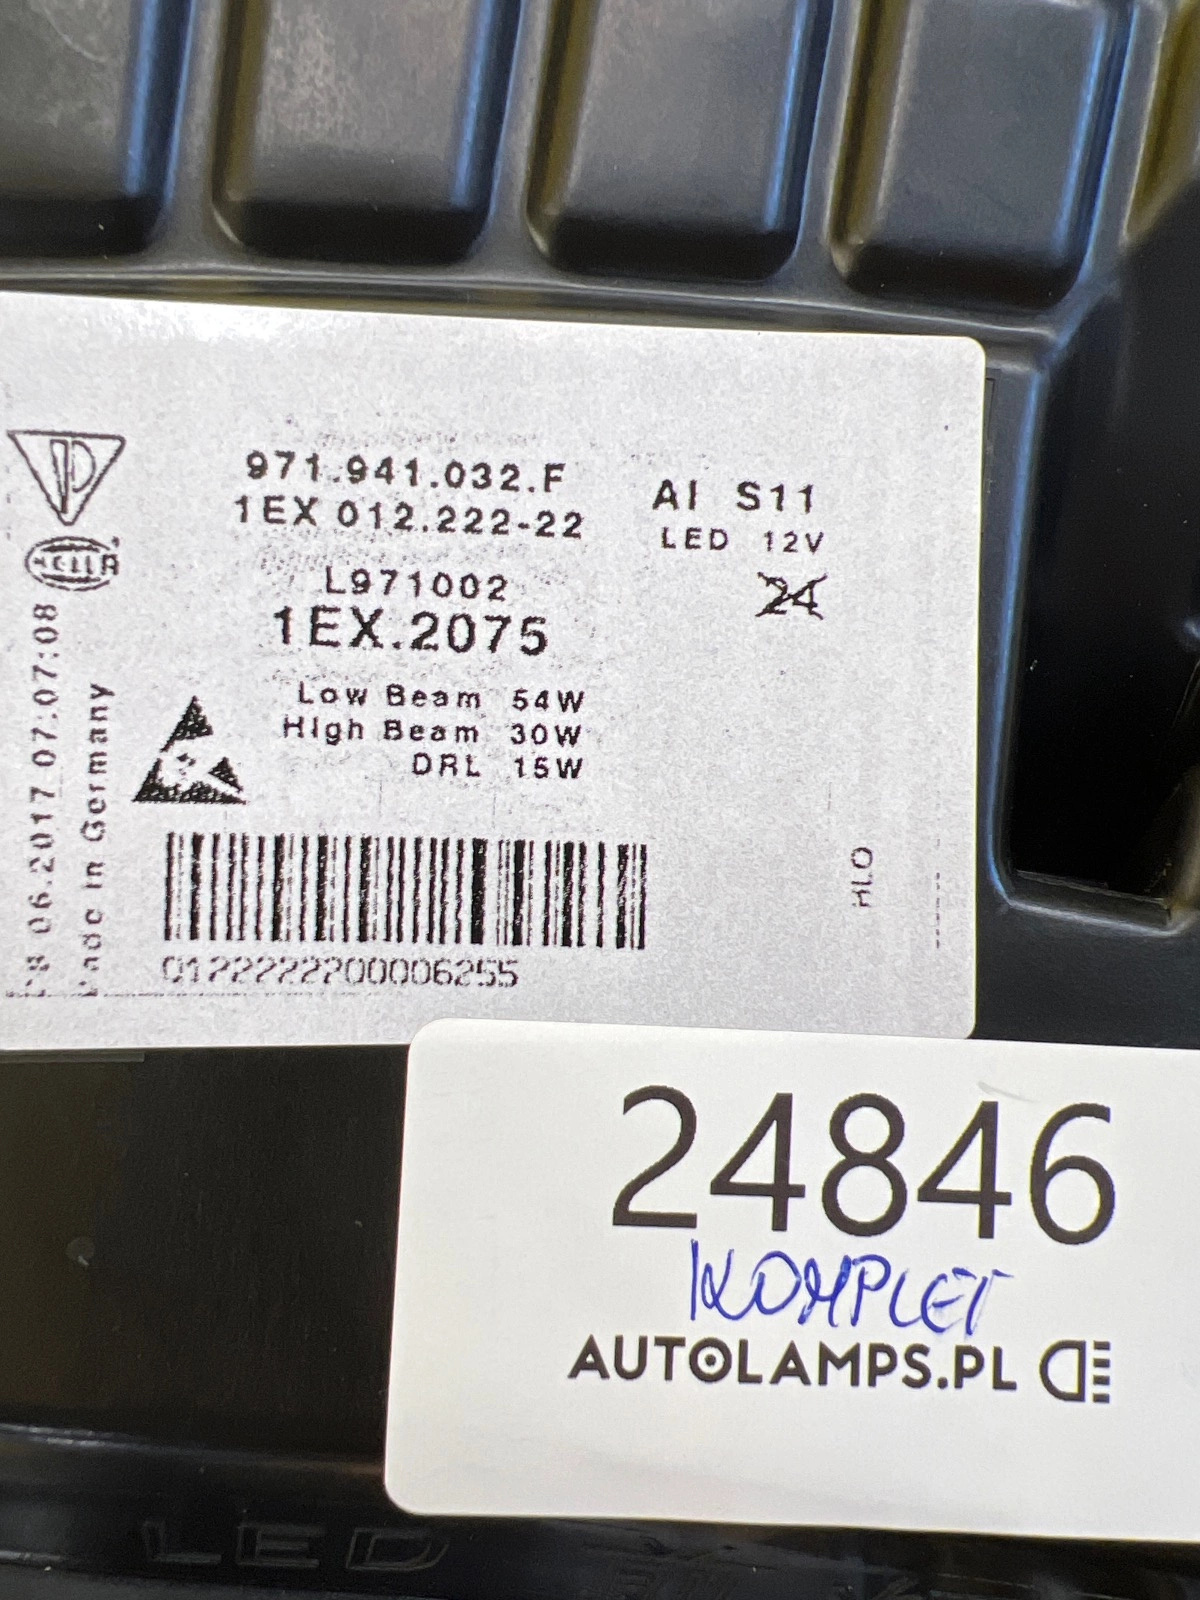 971.941.032.F
1EX 012.222-22
AI S11
LED 12V
24
HELLA
L971002
1EX.2075
Low Beam 54W
High Beam 30W
DRL 15W
06.2017 07:07:08
Made in Germany
HLO
0122222200006255
24846
KOMPLET
AUTOLAMPS.PL
LED